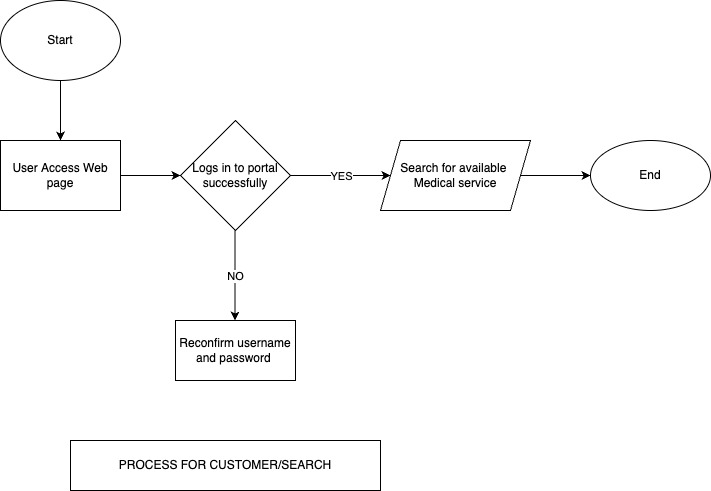 Start
User Access Web
page
Logs in to portal
successfully
YES
Search for available
Medical service
End
NO
Reconfirm username
and password
PROCESS FOR CUSTOMER/SEARCH